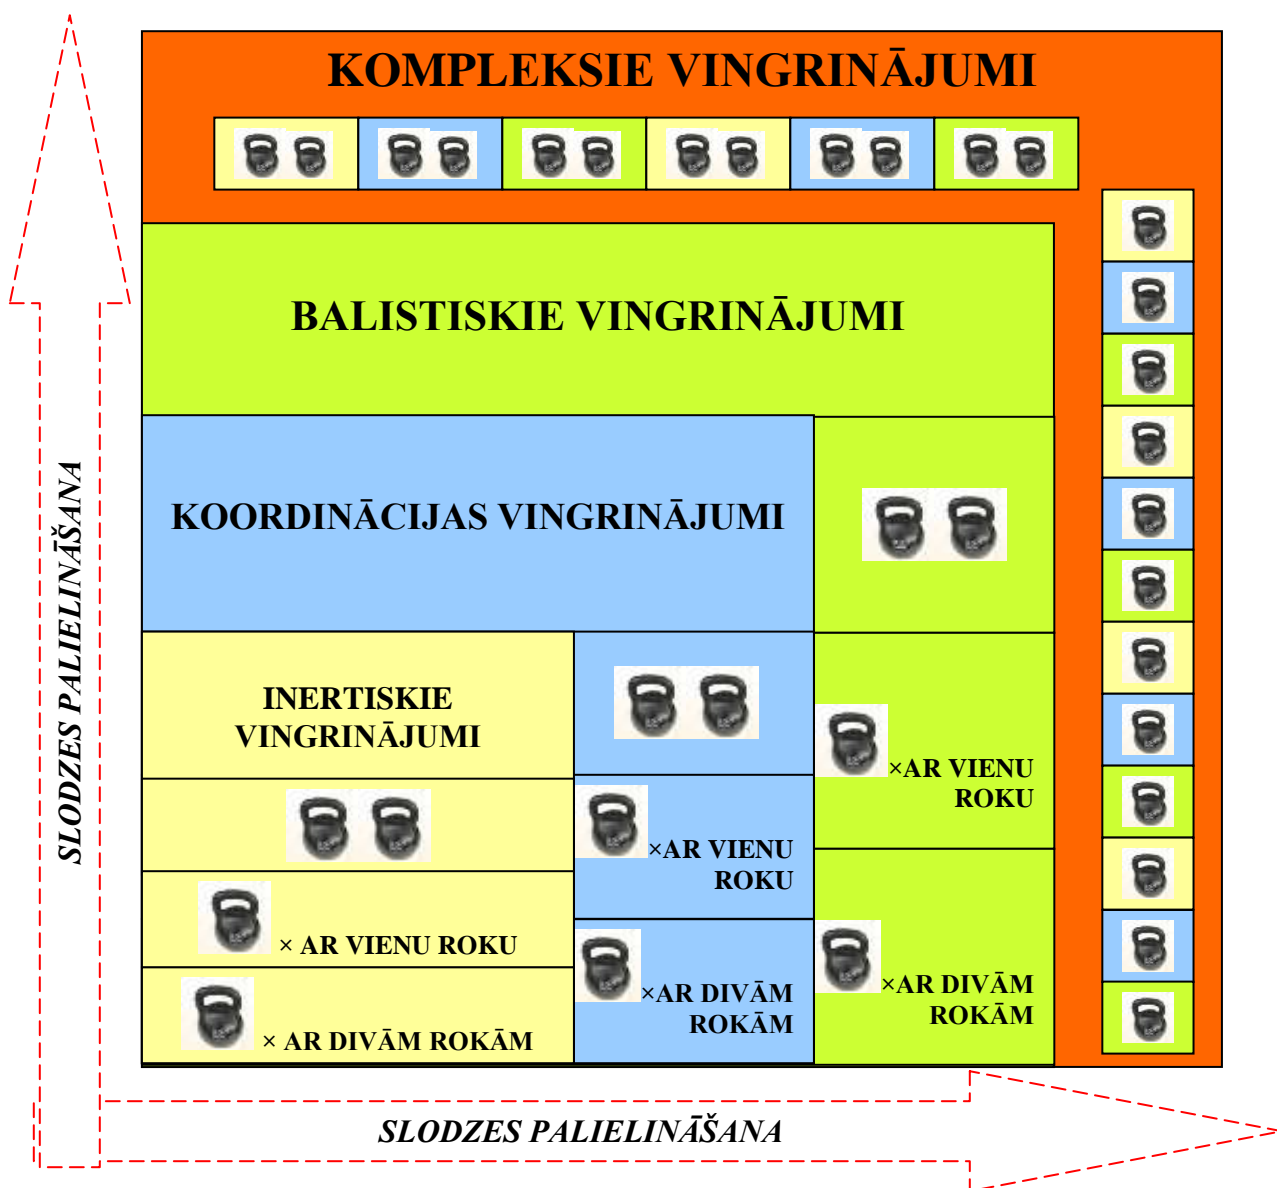 KOMPLEKSIE VINGRINĀJUMI
BALISTISKIE VINGRINĀJUMI
KOORDINĀCIJAS VINGRINĀJUMI
INERTISKIE
VINGRINĀJUMI
×AR VIENU
ROKU
×AR VIENU
ROKU
× AR VIENU ROKU
×AR DIVĀM
ROKĀM
×AR DIVĀM
ROKĀM
× AR DIVĀM ROKĀM
SLODZES PALIELINĀŠANA
SLODZES PALIELINĀŠANA